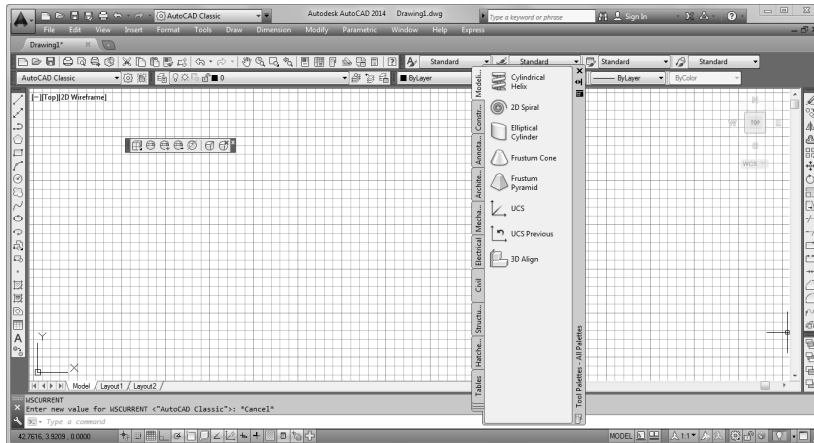 AutoCAD Classic
Autodesk AutoCAD 2014 Drawing1.dwg
Type a keyword or phrase
Sign In
File Edit View Insert Format Tools Draw Dimension Modify Parametric Window Help Express
Drawing1*
Standard Standard Standard Standard
AutoCAD Classic 0 ByLayer ByLayer ByColor
[−][Top][2D Wireframe]
Modeli...
Constr...
Annota...
Archite...
Mecha...
Electrical
Civil
Structu...
Hatche...
Tables
Cylindrical
Helix
2D Spiral
Elliptical
Cylinder
Frustum Cone
Frustum
Pyramid
UCS
UCS Previous
3D Align
Tool Palettes - All Palettes
TOP
W
E
WCS
A
Y
X
Model Layout1 Layout2
WSCURRENT
Enter new value for WSCURRENT <"AutoCAD Classic">: *Cancel*
Type a command
42.7616, 3.9209, 0.0000
MODEL
1:1